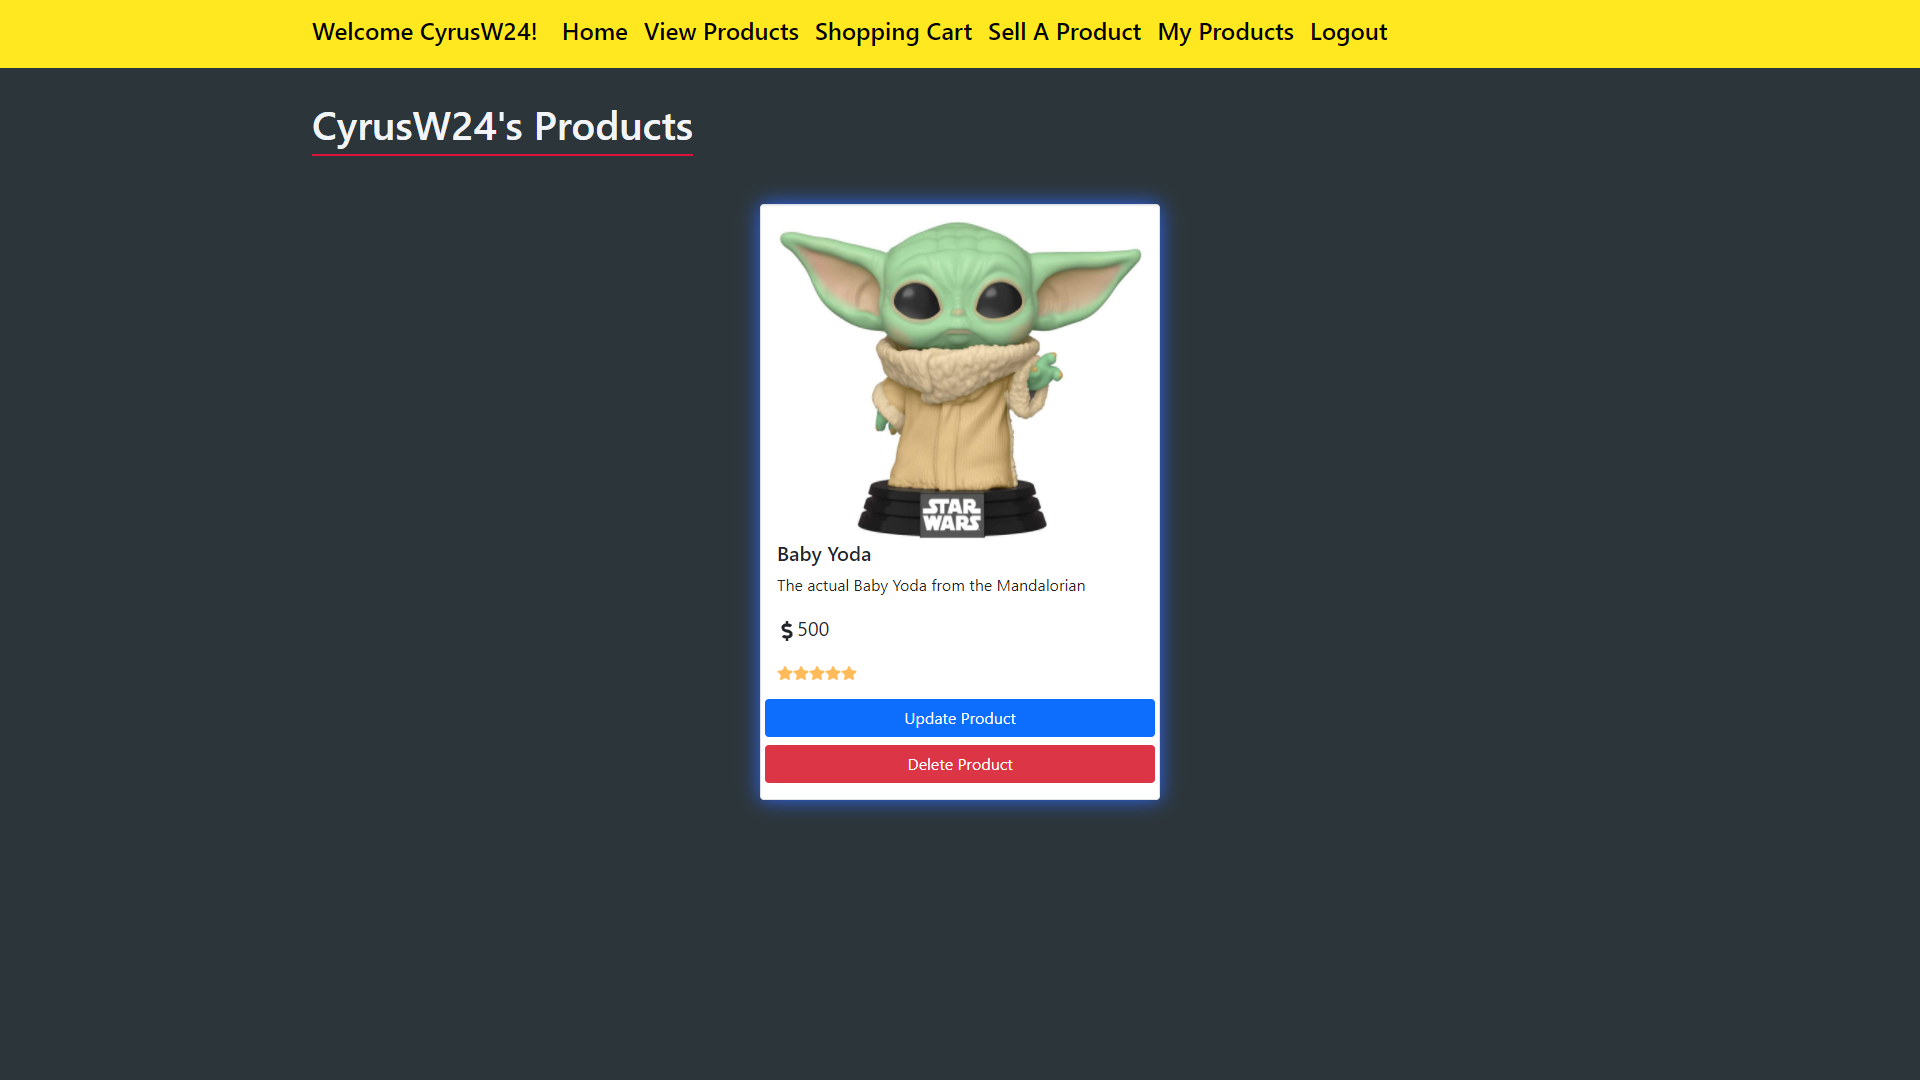 Welcome CyrusW24! Home View Products Shopping Cart Sell A Product My Products Logout
CyrusW24's Products
STAR
WARS
Baby Yoda
The actual Baby Yoda from the Mandalorian
$ 500
Update Product
Delete Product